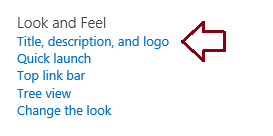 Look and Feel
Title, description, and logo
Quick launch
Top link bar
Tree view
Change the look